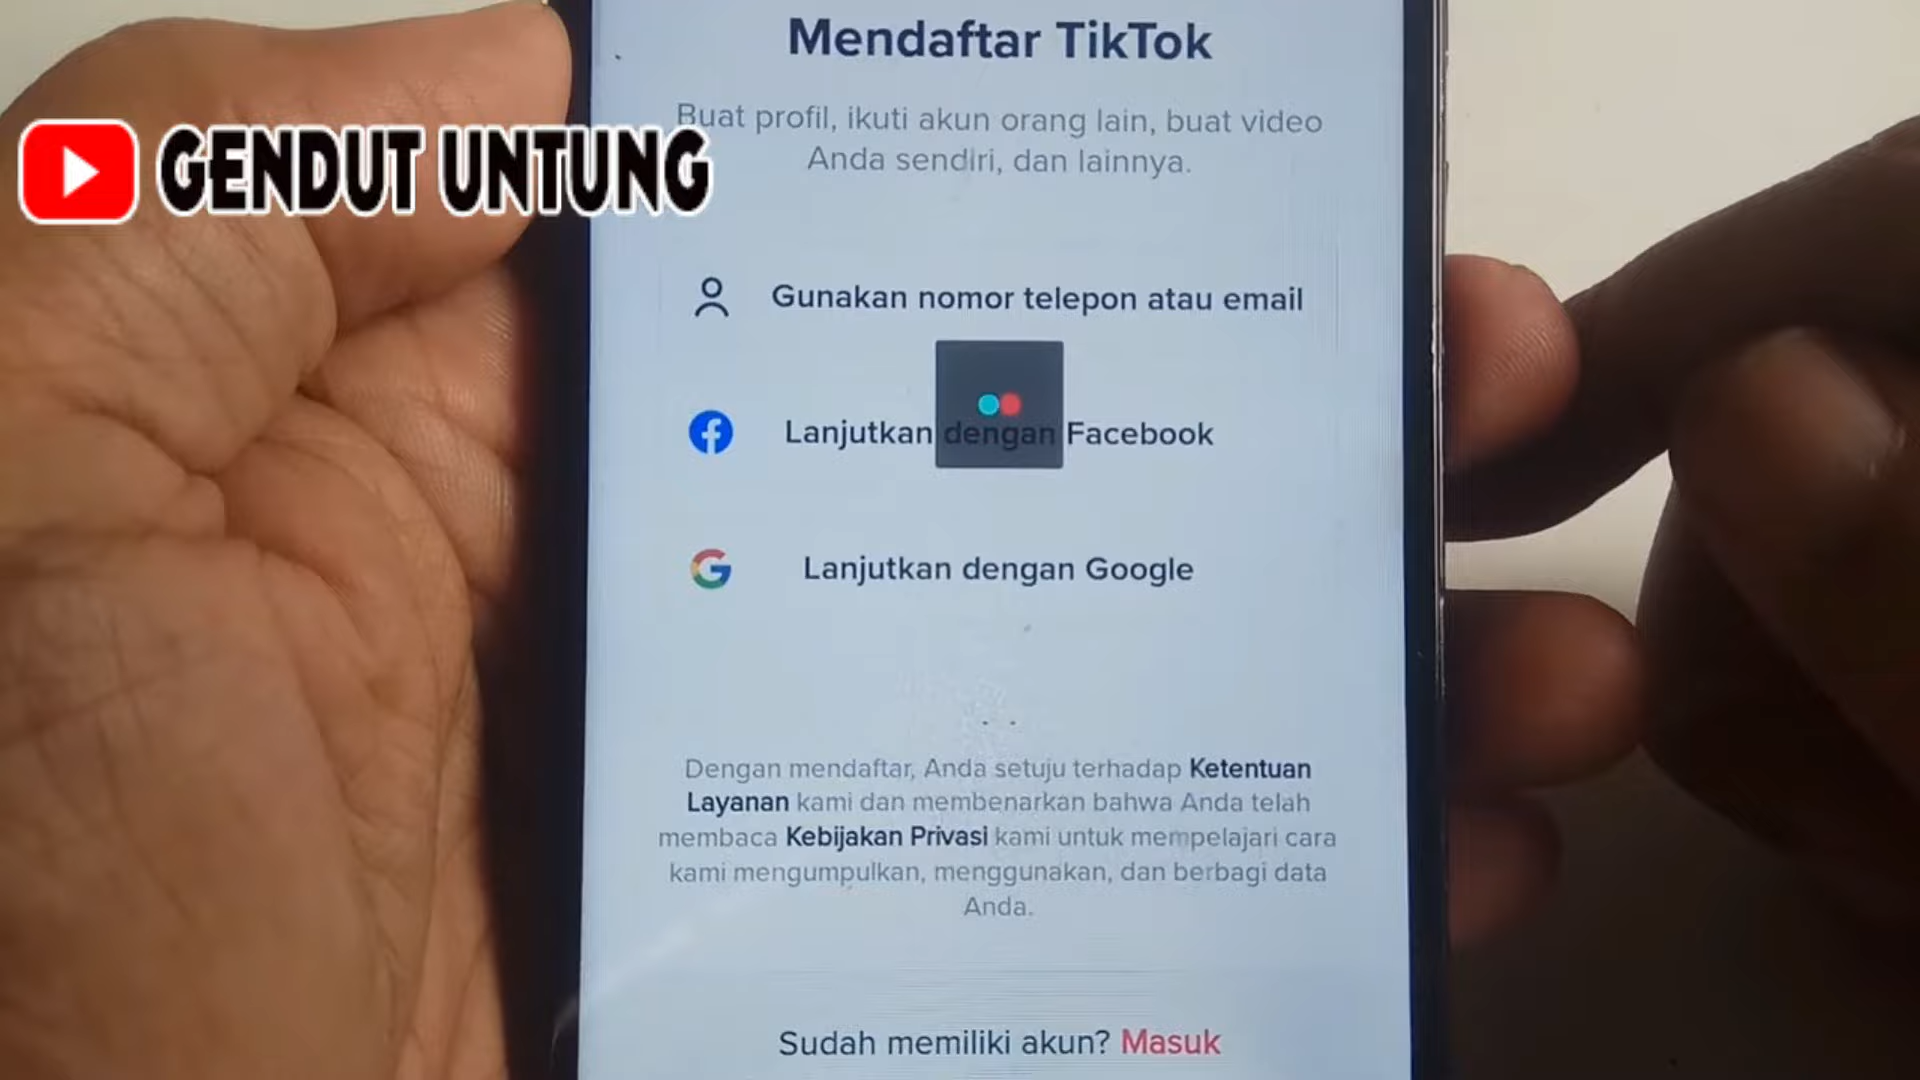 Mendaftar TikTok
Buat profil, ikuti akun orang lain, buat video
Anda sendiri, dan lainnya.
GENDUT UNTUNG
Gunakan nomor telepon atau email
Lanjutkan dengan Facebook
Lanjutkan dengan Google
Dengan mendaftar, Anda setuju terhadap Ketentuan
Layanan kami dan membenarkan bahwa Anda telah
membaca Kebijakan Privasi kami untuk mempelajari cara
kami mengumpulkan, menggunakan, dan berbagi data
Anda.
Sudah memiliki akun? Masuk